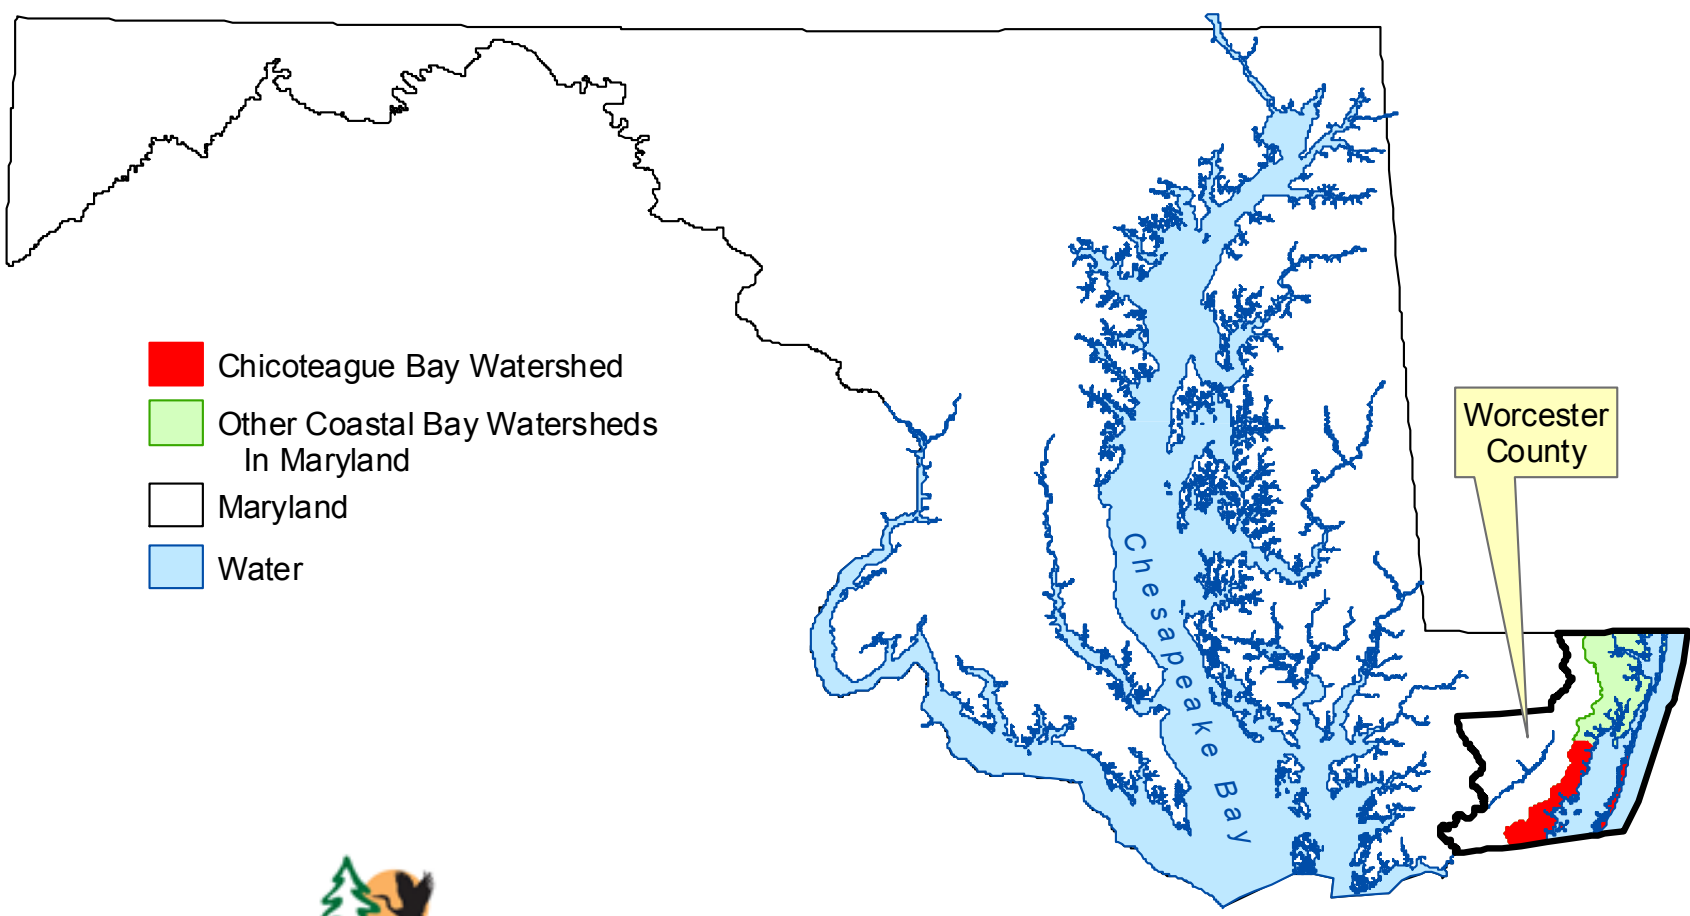 Chicoteague Bay Watershed
Other Coastal Bay Watersheds
In Maryland
Maryland
Water
Chesapeake Bay
Worcester
County